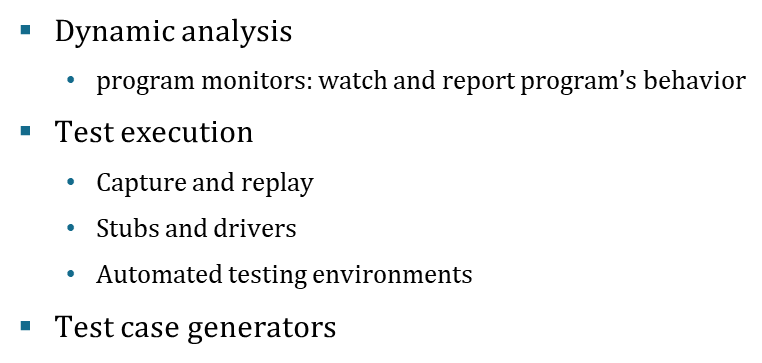 ▪ Dynamic analysis
• program monitors: watch and report program’s behavior
▪ Test execution
• Capture and replay
• Stubs and drivers
• Automated testing environments
▪ Test case generators